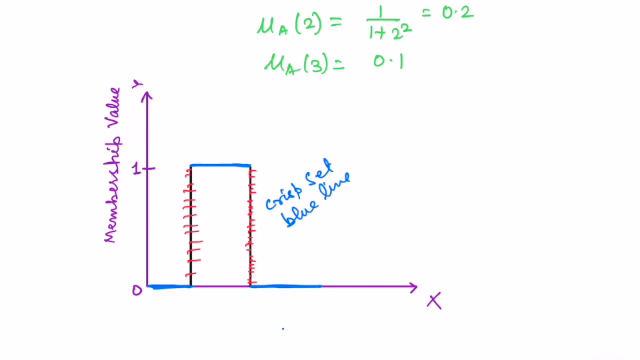 μA(2) = 1/1+2² = 0.2
μA(3) = 0.1
Y
Membership Value
1
crisp set
blue line
0
X